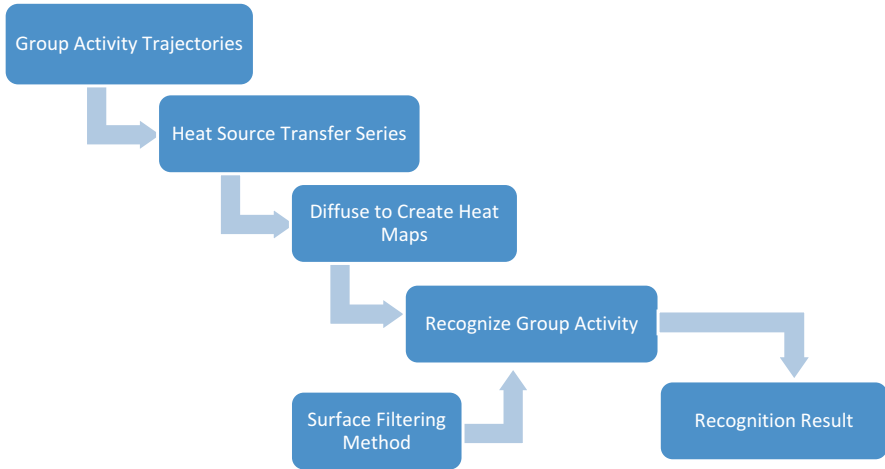 Group Activity Trajectories
Heat Source Transfer Series
Diffuse to Create Heat
Maps
Recognize Group Activity
Surface Filtering
Method
Recognition Result